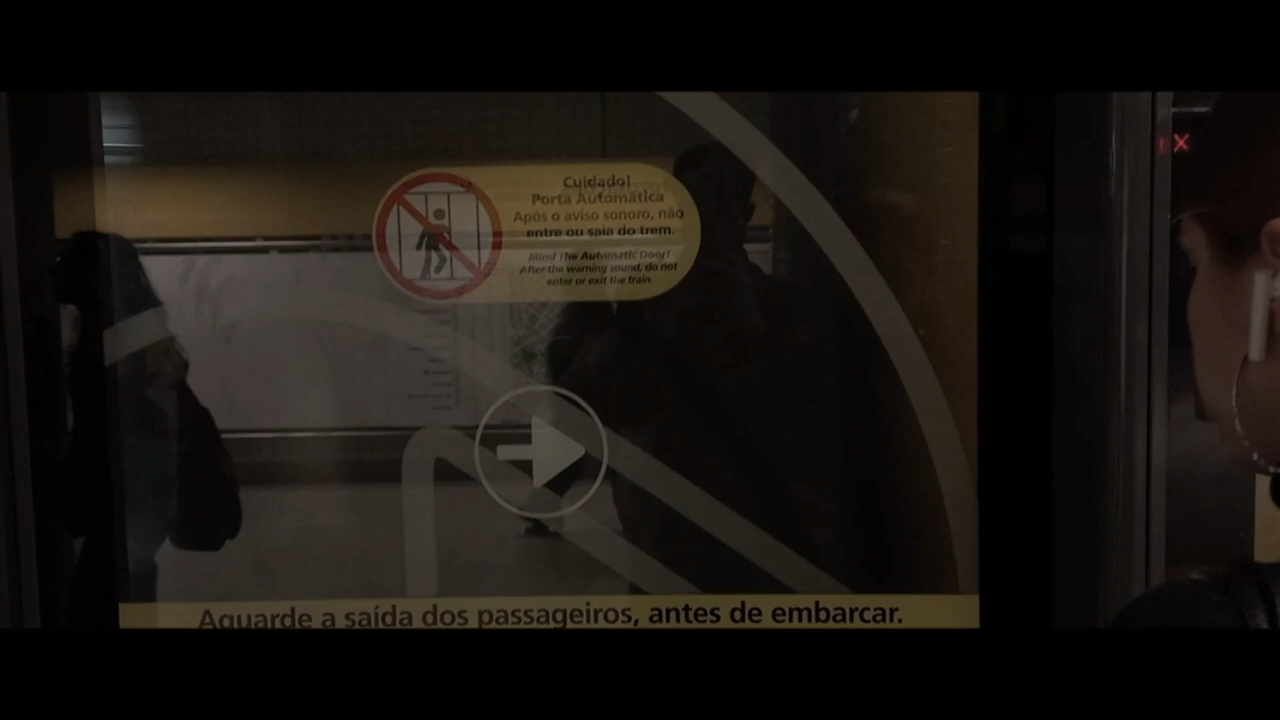 Cuidado!
Porta Automática
Após o aviso sonoro, não
entre ou saia do trem.
Mind The Automatic Door!
After the warning sound, do not
enter or exit the train.
X
Aguarde a saída dos passageiros, antes de embarcar.